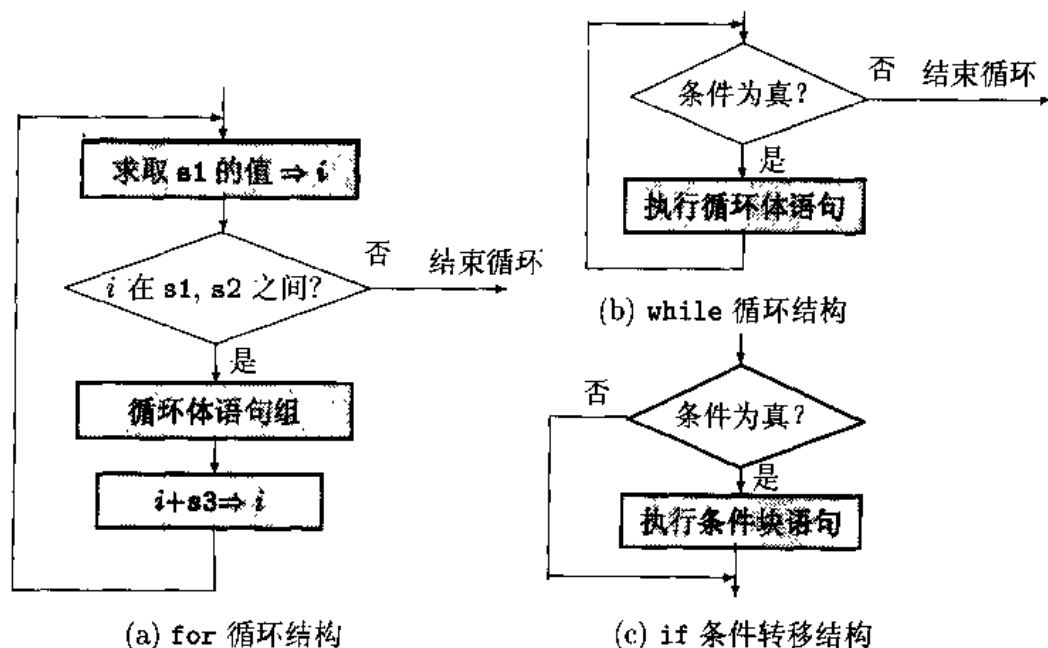 求取 s1 的值 ⇒ i
i 在 s1, s2 之间?
否
结束循环
是
循环体语句组
i+s3⇒ i
(a) for 循环结构
条件为真?
否
结束循环
是
执行循环体语句
(b) while 循环结构
否
条件为真?
是
执行条件块语句
(c) if 条件转移结构